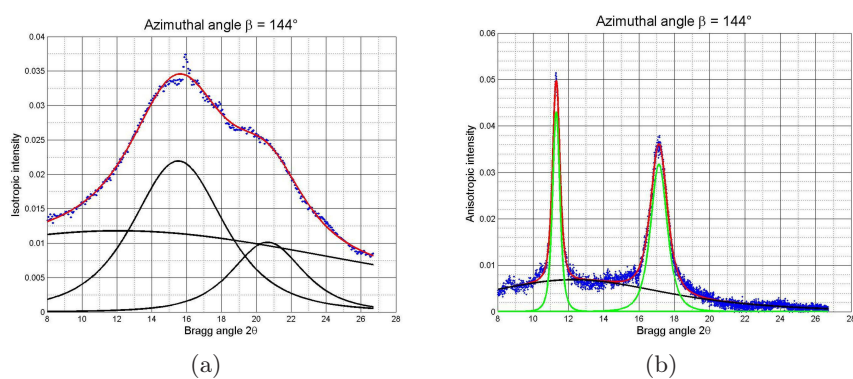 Azimuthal angle β = 144°
Isotropic intensity
0.04
0.035
0.03
0.025
0.02
0.015
0.01
0.005
0
8 10 12 14 16 18 20 22 24 26 28
Bragg angle 2θ
(a)
Azimuthal angle β = 144°
Anisotropic intensity
0.06
0.05
0.04
0.03
0.02
0.01
0
8 10 12 14 16 18 20 22 24 26 28
Bragg angle 2θ
(b)